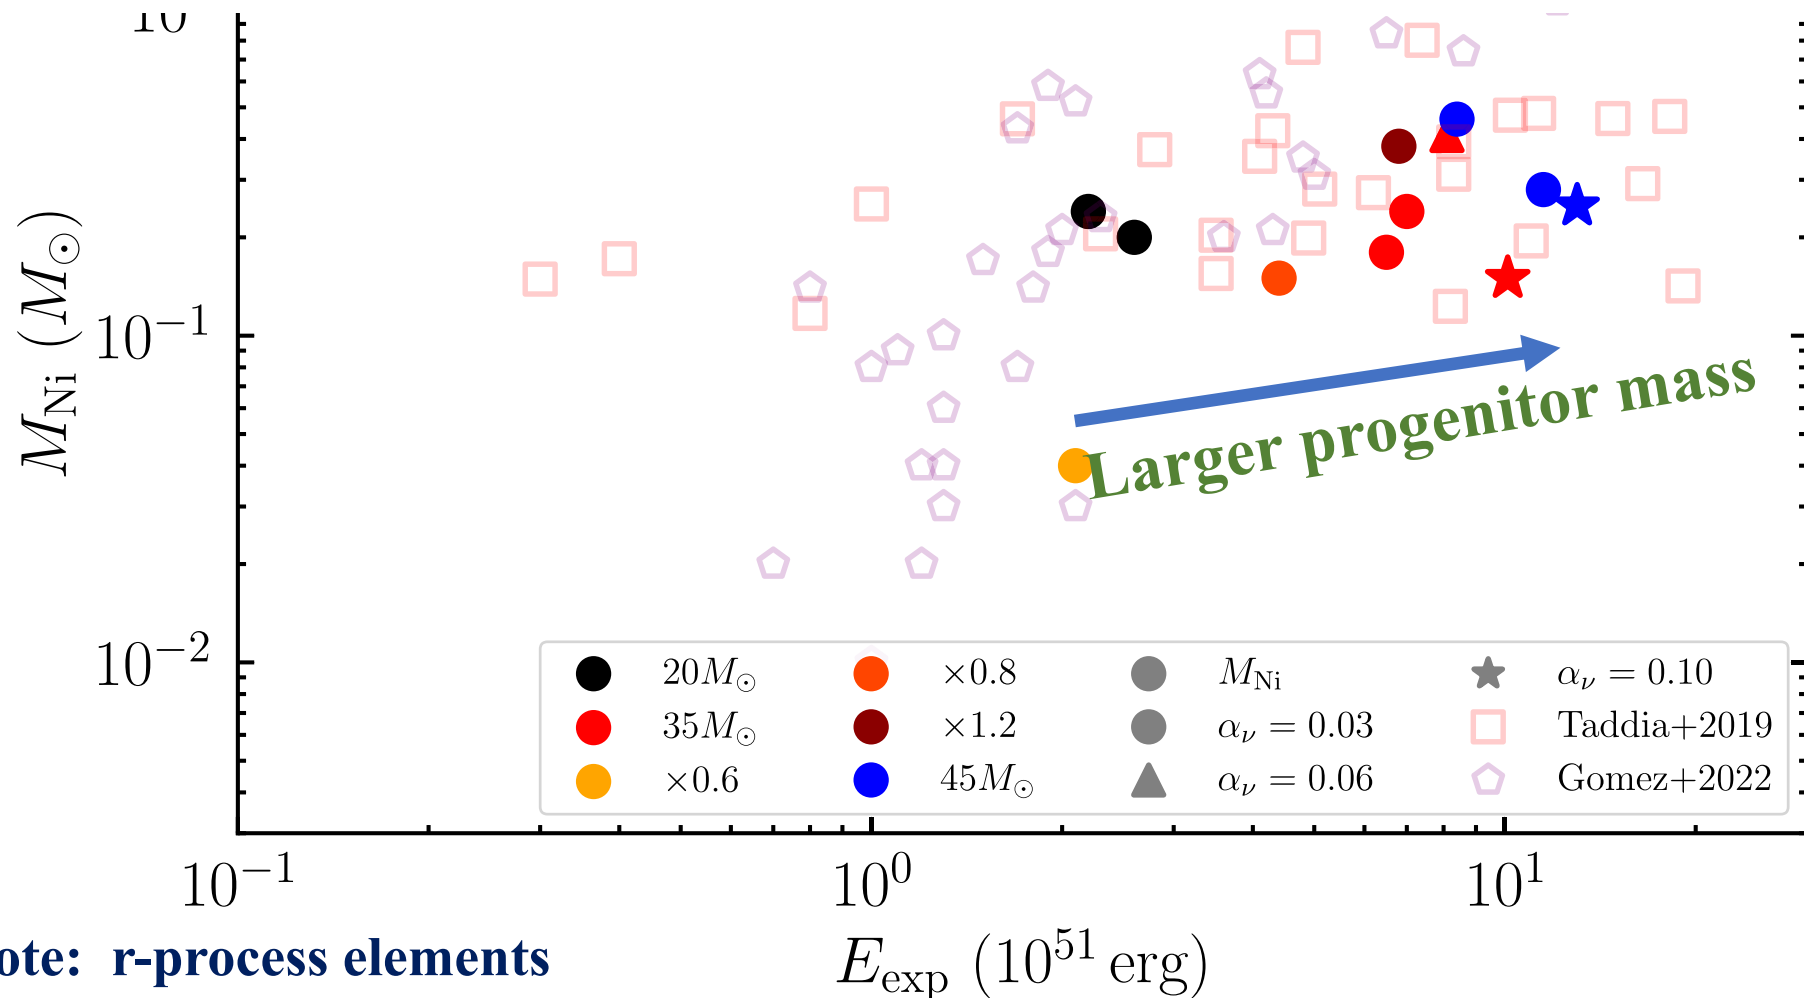 10
M_Ni (M_⊙)
10^−1
10^−2
Larger progenitor mass
20M_⊙
35M_⊙
×0.6
×0.8
×1.2
45M_⊙
M_Ni
α_ν = 0.03
α_ν = 0.06
α_ν = 0.10
Taddia+2019
Gomez+2022
10^−1
10^0
10^1
E_exp (10^51 erg)
ote: r-process elements